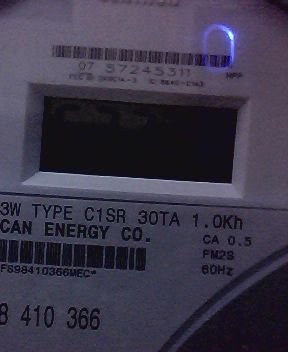 07 57245311
3W TYPE C1SR 30TA 1.0Kh
CAN ENERGY CO.
CA 0.5
FM2S
60Hz
FS98410366MEC*
8 410 366